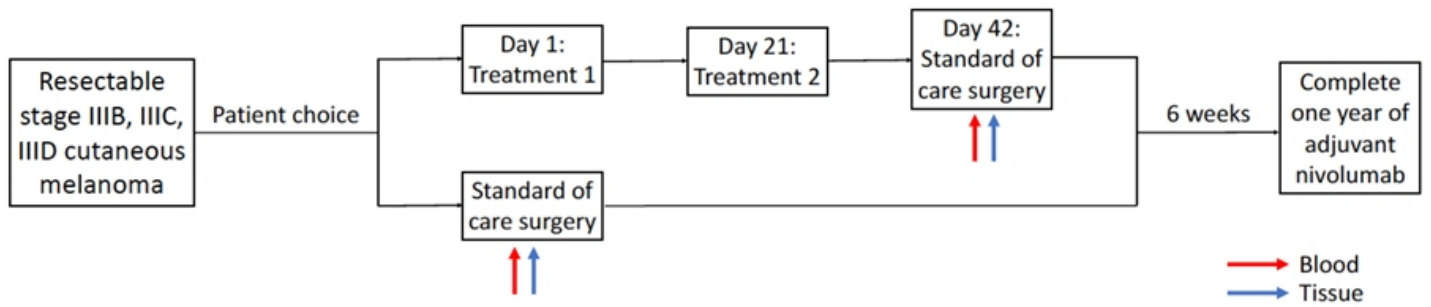 Resectable
stage IIIB, IIIC,
IIID cutaneous
melanoma
Patient choice
Day 1:
Treatment 1
Day 21:
Treatment 2
Day 42:
Standard of
care surgery
Standard of
care surgery
6 weeks
Complete
one year of
adjuvant
nivolumab
Blood
Tissue